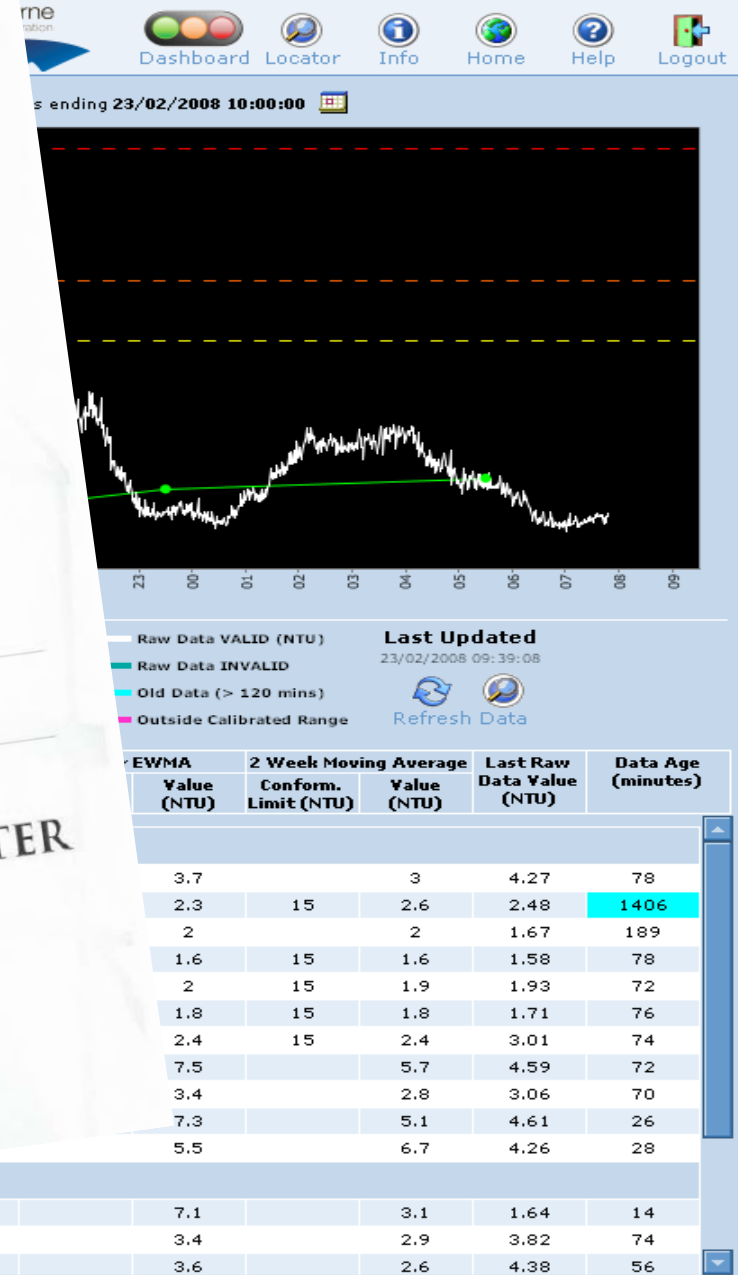 rne
ration
Dashboard Locator Info Home Help Logout
s ending 23/02/2008 10:00:00
23 00 01 02 03 04 05 06 07 08 09
Raw Data VALID (NTU)
Raw Data INVALID
Old Data (> 120 mins)
Outside Calibrated Range
Last Updated
23/02/2008 09:39:08
Refresh Data
EWMA 2 Week Moving Average Last Raw Data Value (NTU) Data Age (minutes)
Value (NTU) Conform. Limit (NTU) Value (NTU)
TER
3.7 3 4.27 78
2.3 15 2.6 2.48 1406
2 2 1.67 189
1.6 15 1.6 1.58 78
2 15 1.9 1.93 72
1.8 15 1.8 1.71 76
2.4 15 2.4 3.01 74
7.5 5.7 4.59 72
3.4 2.8 3.06 70
7.3 5.1 4.61 26
5.5 6.7 4.26 28
7.1 3.1 1.64 14
3.4 2.9 3.82 74
3.6 2.6 4.38 56